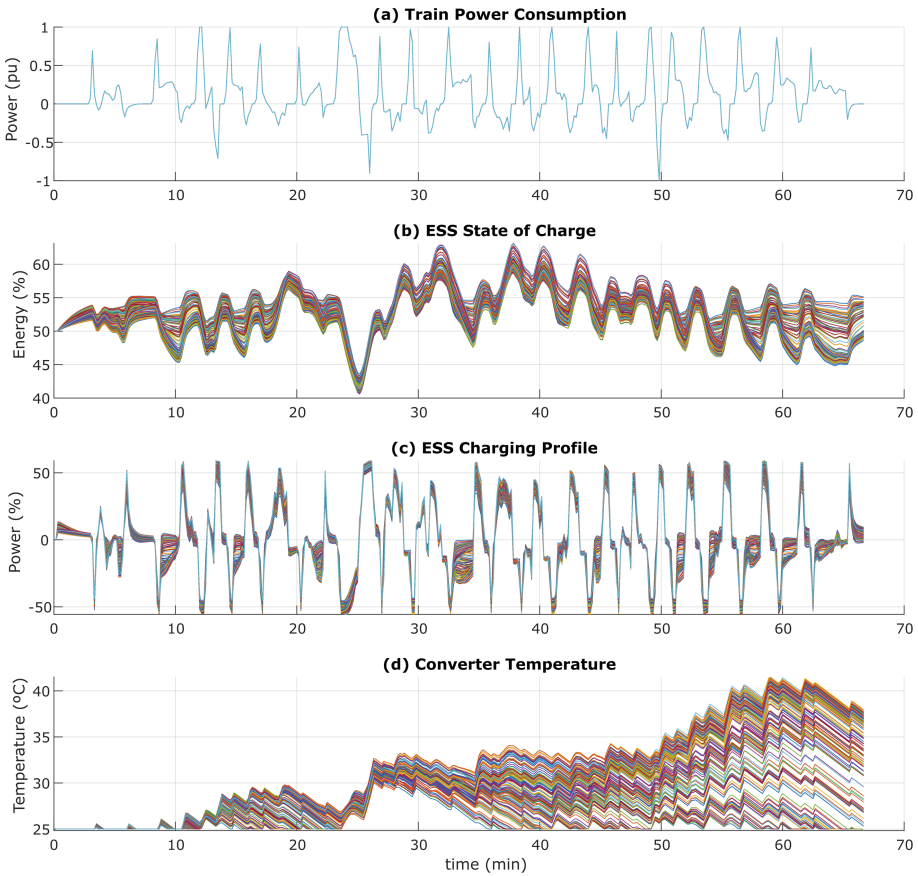 (a) Train Power Consumption
Power (pu)
1
0.5
0
-0.5
-1
0 10 20 30 40 50 60 70
(b) ESS State of Charge
Energy (%)
60
55
50
45
40
0 10 20 30 40 50 60 70
(c) ESS Charging Profile
Power (%)
50
0
-50
0 10 20 30 40 50 60 70
(d) Converter Temperature
Temperature (ºC)
40
35
30
25
0 10 20 30 40 50 60 70
time (min)